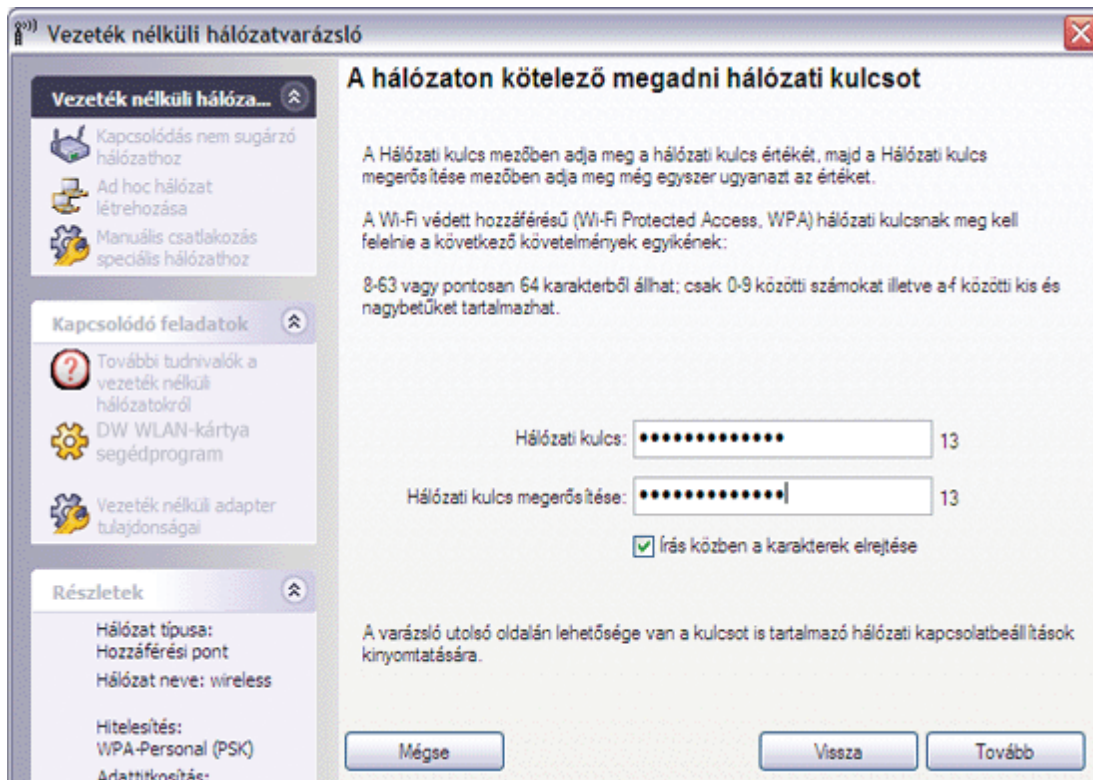 Vezeték nélküli hálózatvarázsló
Vezeték nélküli hálóza...
Kapcsolódás nem sugárzó
hálózathoz
Ad hoc hálózat
létrehozása
Manuális csatlakozás
speciális hálózathoz
Kapcsolódó feladatok
További tudnivalók a
vezeték nélküli
hálózatokról
DW WLAN-kártya
segédprogram
Vezeték nélküli adapter
tulajdonságai
Részletek
Hálózat típusa:
Hozzáférési pont
Hálózat neve: wireless
Hitelesítés:
WPA-Personal (PSK)
Adattitkosítás:
A hálózaton kötelező megadni hálózati kulcsot
A Hálózati kulcs mezőben adja meg a hálózati kulcs értékét, majd a Hálózati kulcs
megerősítése mezőben adja meg még egyszer ugyanazt az értéket.
A Wi-Fi védett hozzáférésű (Wi-Fi Protected Access, WPA) hálózati kulcsnak meg kell
felelnie a következő követelmények egyikének:
8-63 vagy pontosan 64 karakterből állhat; csak 0-9 közötti számokat illetve a-f közötti kis és
nagybetűket tartalmazhat.
Hálózati kulcs: ••••••••••••• 13
Hálózati kulcs megerősítése: ••••••••••••• 13
Írás közben a karakterek elrejtése
A varázsló utolsó oldalán lehetősége van a kulcsot is tartalmazó hálózati kapcsolatbeállítások
kinyomtatására.
Mégse Vissza Tovább